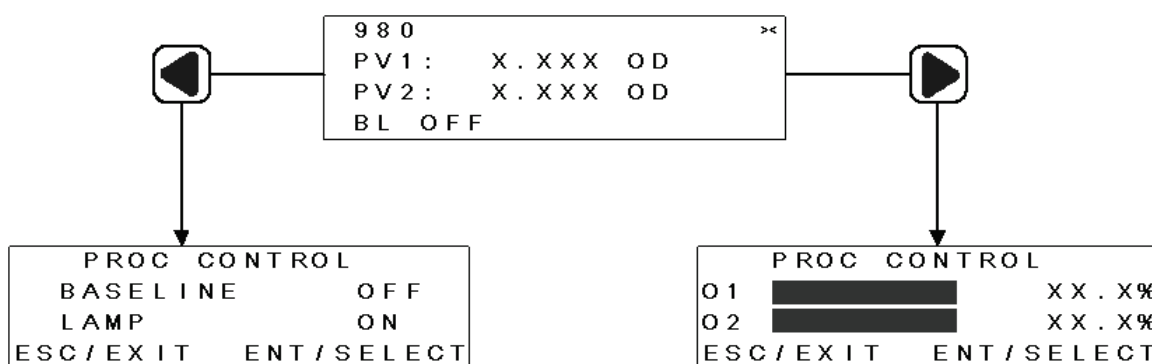 980 ><
PV1: X.XXX OD
PV2: X.XXX OD
BL OFF
PROC CONTROL
BASELINE OFF
LAMP ON
ESC/EXIT ENT/SELECT
PROC CONTROL
O1 XX.X%
O2 XX.X%
ESC/EXIT ENT/SELECT